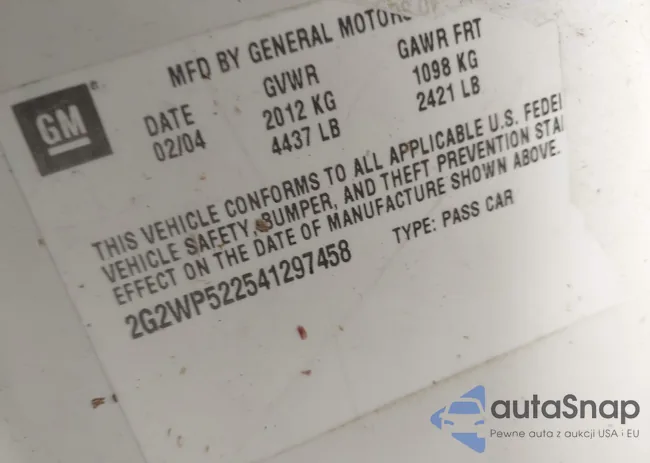 MFD BY GENERAL MOTORS OF
GM
DATE GVWR GAWR FRT
02/04 2012 KG 1098 KG
4437 LB 2421 LB
THIS VEHICLE CONFORMS TO ALL APPLICABLE U.S. FEDE
VEHICLE SAFETY, BUMPER, AND THEFT PREVENTION STA
EFFECT ON THE DATE OF MANUFACTURE SHOWN ABOVE.
2G2WP522541297458 TYPE: PASS CAR
autaSnap
Pewne auta z aukcji USA i EU